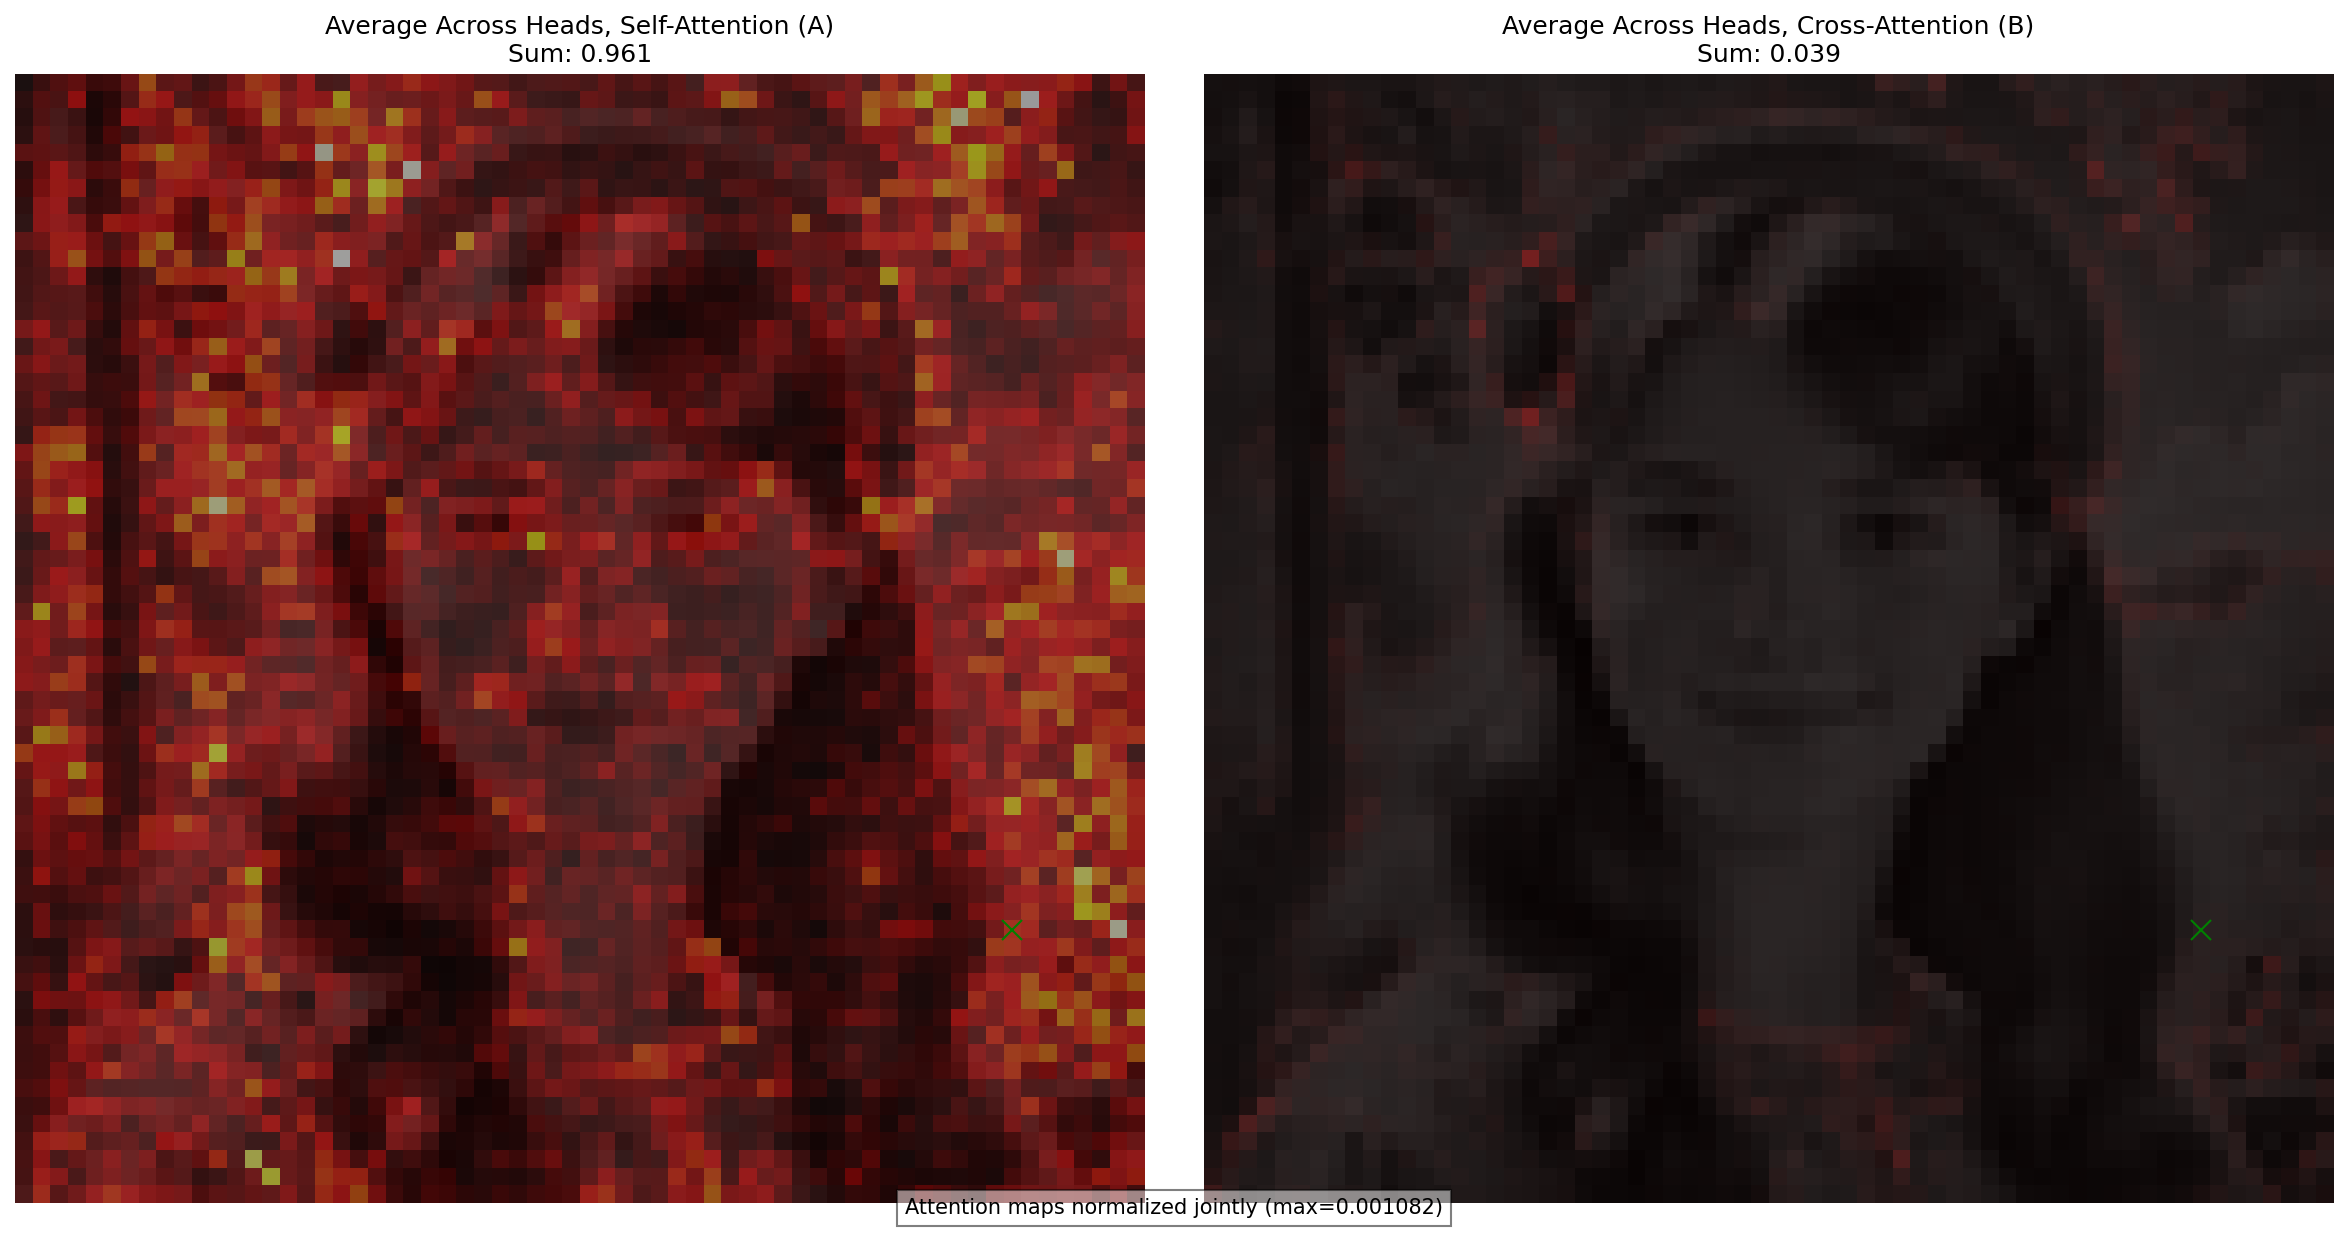 Average Across Heads, Self-Attention (A)
Sum: 0.961
Average Across Heads, Cross-Attention (B)
Sum: 0.039
Attention maps normalized jointly (max=0.001082)